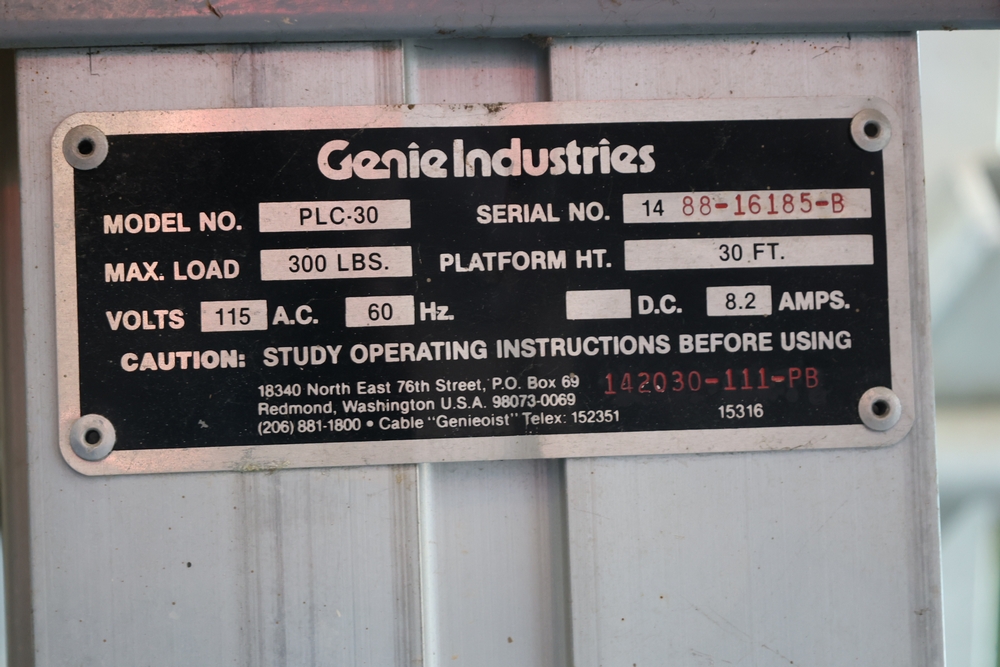 Genie Industries
MODEL NO. PLC-30 SERIAL NO. 14 88-16185-B
MAX. LOAD 300 LBS. PLATFORM HT. 30 FT.
VOLTS 115 A.C. 60 Hz. D.C. 8.2 AMPS.
CAUTION: STUDY OPERATING INSTRUCTIONS BEFORE USING
18340 North East 76th Street, P.O. Box 69 142030-111-PB
Redmond, Washington U.S.A. 98073-0069
(206) 881-1800 • Cable "Genieoist" Telex: 152351 15316